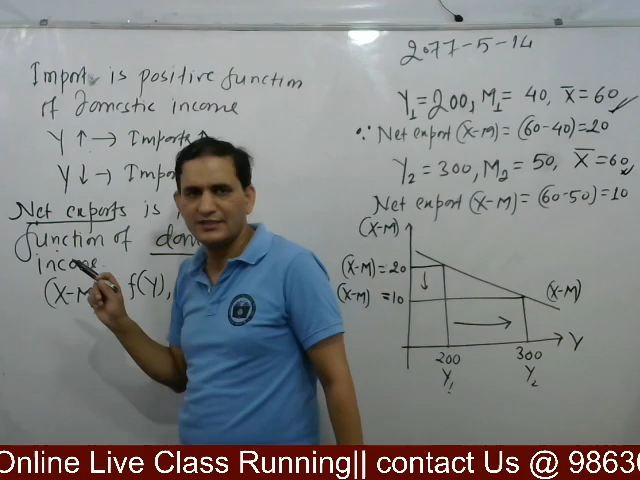 2077-5-14
Import is positive function
of domestic income
Y ↑ → Imports ↑
Y ↓ → Impor
Net exports is
function of dom
income.
(X-M f(Y),
Y₁=200, M₁= 40, X̅=60
∵ Net export (X-M) = (60-40)=20
Y₂ = 300, M₂ = 50, X̅=60
Net export (X-M) = (60-50)=10
(X-M)
(X-M)=20
(X-M) =10
(X-M)
200
300
Y
Y₁
Y₂
Online Live Class Running|| contact Us @ 9863